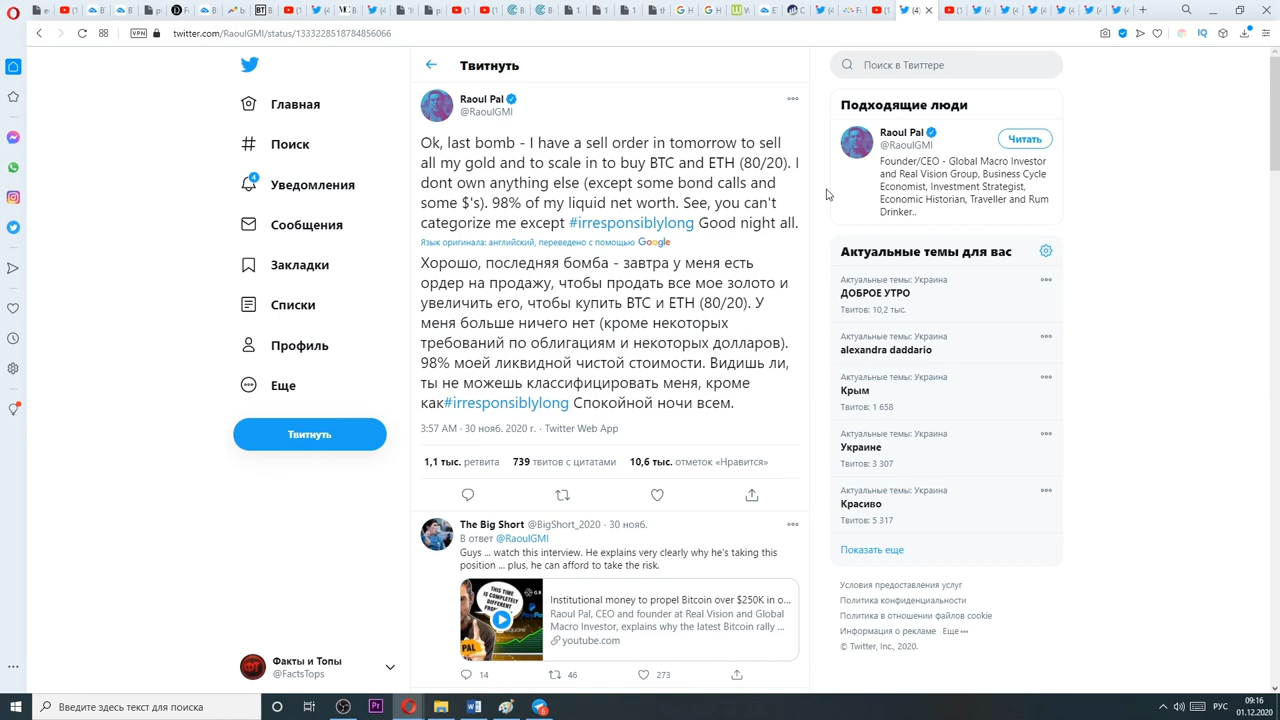 twitter.com/RaoulGMI/status/1333228518784856066
VPN
Главная
Поиск
4
Уведомления
Сообщения
Закладки
Списки
Профиль
Еще
Твитнуть
Факты и Топы
@FactsTops
Твитнуть
Raoul Pal
@RaoulGMI
Ok, last bomb - I have a sell order in tomorrow to sell
all my gold and to scale in to buy BTC and ETH (80/20). I
dont own anything else (except some bond calls and
some $'s). 98% of my liquid net worth. See, you can't
categorize me except #irresponsiblylong Good night all.
Язык оригинала: английский, переведено с помощью Google
Хорошо, последняя бомба - завтра у меня есть
ордер на продажу, чтобы продать все мое золото и
увеличить его, чтобы купить BTC и ETH (80/20). У
меня больше ничего нет (кроме некоторых
требований по облигациям и некоторых долларов).
98% моей ликвидной чистой стоимости. Видишь ли,
ты не можешь классифицировать меня, кроме
как#irresponsiblylong Спокойной ночи всем.
3:57 AM · 30 нояб. 2020 г. · Twitter Web App
1,1 тыс. ретвита 739 твитов с цитатами 10,6 тыс. отметок «Нравится»
The Big Short @BigShort_2020 · 30 нояб.
В ответ @RaoulGMI
Guys ... watch this interview. He explains very clearly why he's taking this
position ... plus, he can afford to take the risk.
THIS TIME IS COMPLETELY DIFFERENT
PAL
Institutional money to propel Bitcoin over $250K in o...
Raoul Pal, CEO and founder at Real Vision and Global
Macro Investor, explains why the latest Bitcoin rally ...
youtube.com
14 46 273
Поиск в Твиттере
Подходящие люди
Raoul Pal
@RaoulGMI
Читать
Founder/CEO - Global Macro Investor
and Real Vision Group, Business Cycle
Economist, Investment Strategist,
Economic Historian, Traveller and Rum
Drinker..
Актуальные темы для вас
Актуальные темы: Украина
ДОБРОЕ УТРО
Твитов: 10,2 тыс.
Актуальные темы: Украина
alexandra daddario
Актуальные темы: Украина
Крым
Твитов: 1 658
Актуальные темы: Украина
Украине
Твитов: 3 307
Актуальные темы: Украина
Красиво
Твитов: 5 317
Показать еще
Условия предоставления услуг
Политика конфиденциальности
Политика в отношении файлов cookie
Информация о рекламе Еще•••
© Twitter, Inc., 2020.
Введите здесь текст для поиска
РУС
09:16
01.12.2020